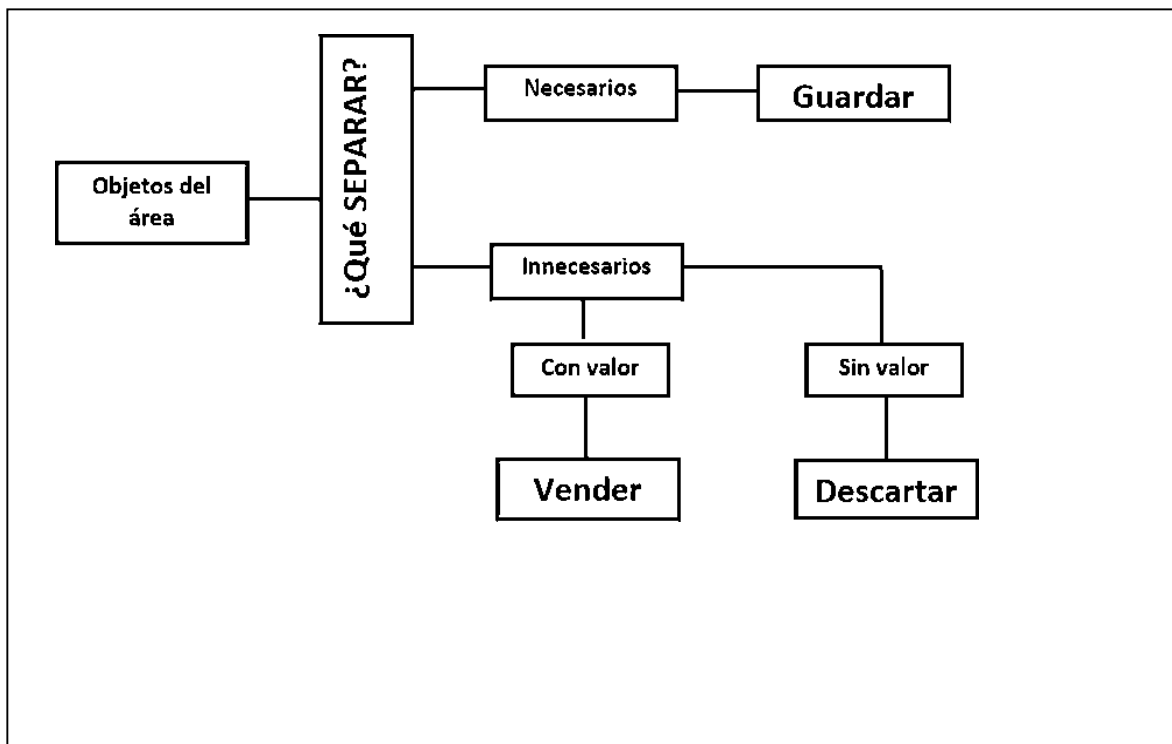 ¿Qué SEPARAR?
Necesarios
Guardar
Objetos del
área
Innecesarios
Con valor
Sin valor
Vender
Descartar